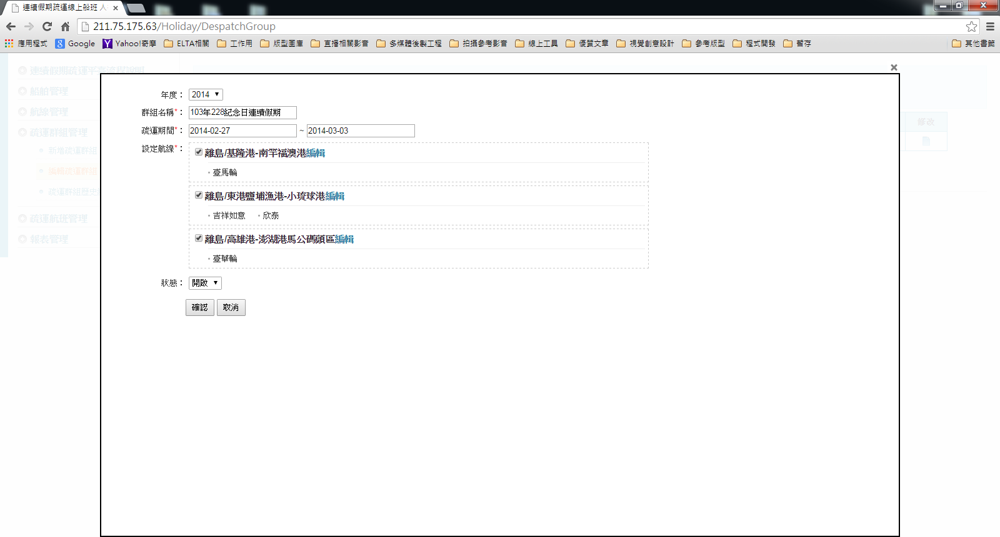 連續假期疏運線上船班 人
211.75.175.63/Holiday/DespatchGroup
應用程式 Google Yahoo!奇摩 ELTA相關 工作用 版型圖庫 直播相關影音 多媒體後製工程 拍攝參考影音 線上工具 優質文章 視覺創意設計 參考版型 程式開發 暫存 其他書籤
連續假期疏運平臺流程說明
船舶管理
航線管理
疏運群組管理
新增疏運群組
編輯疏運群組
疏運群組歷史
疏運航班管理
報表管理
修改
年度： 2014
群組名稱*： 103年228紀念日連續假期
疏運期間*： 2014-02-27 ~ 2014-03-03
設定航線*：
離島/基隆港-南竿福澳港編輯
臺馬輪
離島/東港鹽埔漁港-小琉球港編輯
吉祥如意 欣泰
離島/高雄港-澎湖港馬公碼頭區編輯
臺華輪
狀態： 開啟
確認 取消